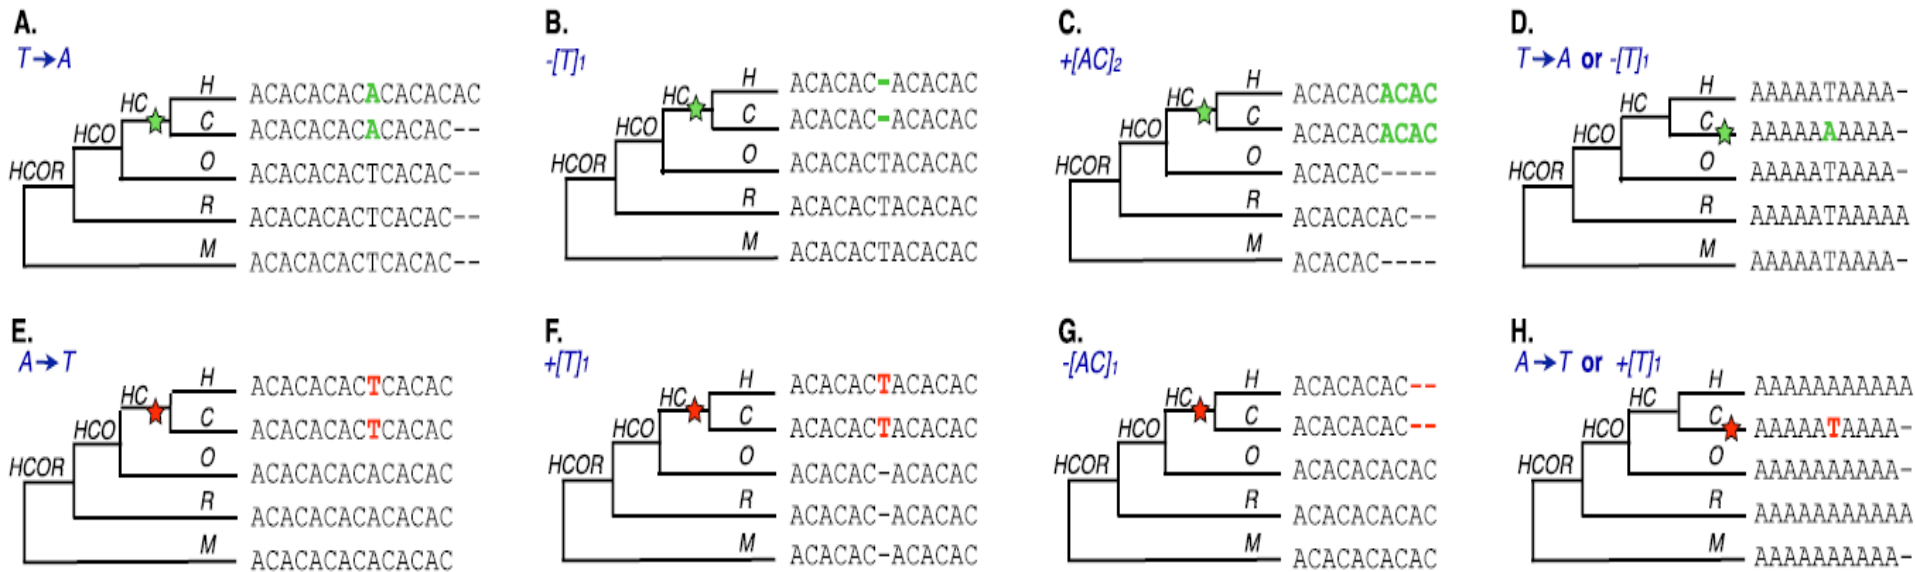 A.
T→A
H ACACACACACACACAC
HC
C ACACACACACACAC--
HCO
O ACACACACTCACAC--
HCOR
R ACACACACTCACAC--
M ACACACACTCACAC--
B.
-[T]1
H ACACAC-ACACAC
HC
C ACACAC-ACACAC
HCO
O ACACACTACACAC
HCOR
R ACACACTACACAC
M ACACACTACACAC
C.
+[AC]2
H ACACACACAC
HC
C ACACACACAC
HCO
O ACACAC----
HCOR
R ACACACAC--
M ACACAC----
D.
T→A or -[T]1
H AAAAATAAAA-
HC
C AAAAAAAAAA-
HCO
O AAAAATAAAA-
HCOR
R AAAAATAAAAA
M AAAAATAAAA-
E.
A→T
H ACACACACTCACAC
HC
C ACACACACTCACAC
HCO
O ACACACACACACAC
HCOR
R ACACACACACACAC
M ACACACACACACAC
F.
+[T]1
H ACACACTACACAC
HC
C ACACACTACACAC
HCO
O ACACAC-ACACAC
HCOR
R ACACAC-ACACAC
M ACACAC-ACACAC
G.
-[AC]1
H ACACACAC--
HC
C ACACACAC--
HCO
O ACACACACAC
HCOR
R ACACACACAC
M ACACACACAC
H.
A→T or +[T]1
H AAAAAAAAAAA
HC
C AAAAATAAAA-
HCO
O AAAAAAAAAA-
HCOR
R AAAAAAAAAAA
M AAAAAAAAAA-